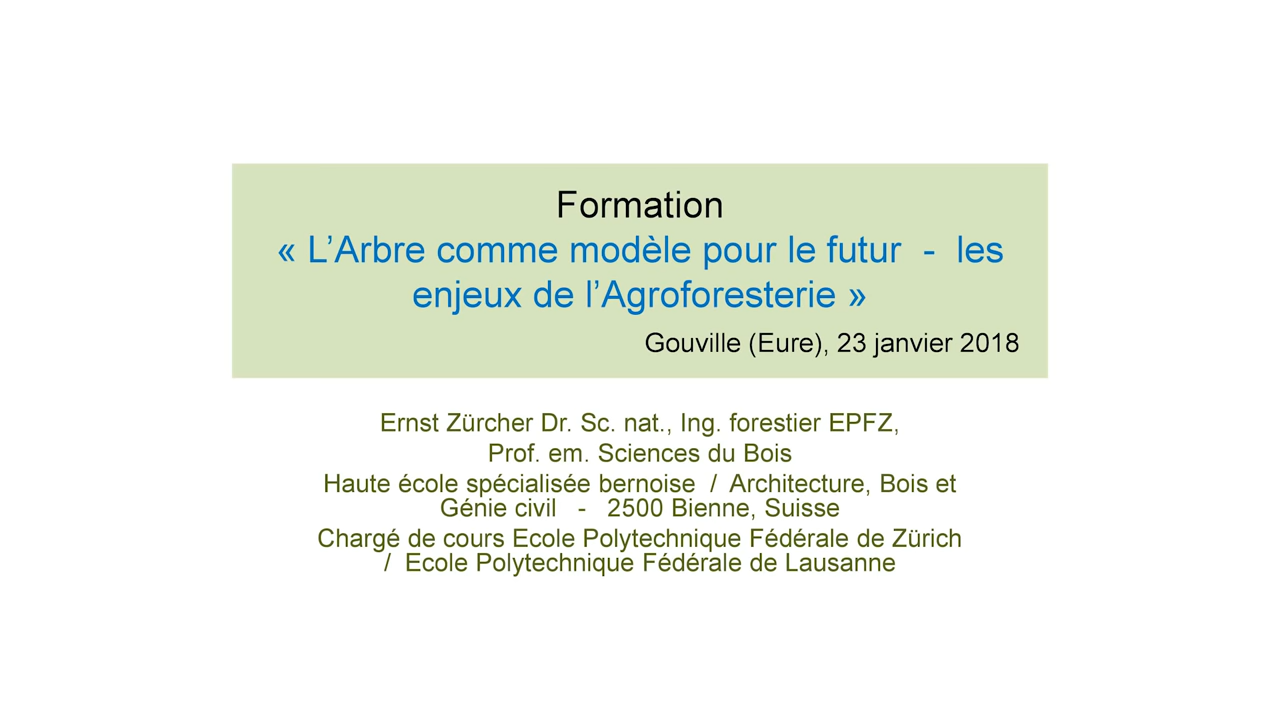 Formation
« L’Arbre comme modèle pour le futur - les
enjeux de l’Agroforesterie »
Gouville (Eure), 23 janvier 2018
Ernst Zürcher Dr. Sc. nat., Ing. forestier EPFZ,
Prof. em. Sciences du Bois
Haute école spécialisée bernoise / Architecture, Bois et
Génie civil - 2500 Bienne, Suisse
Chargé de cours Ecole Polytechnique Fédérale de Zürich
/ Ecole Polytechnique Fédérale de Lausanne